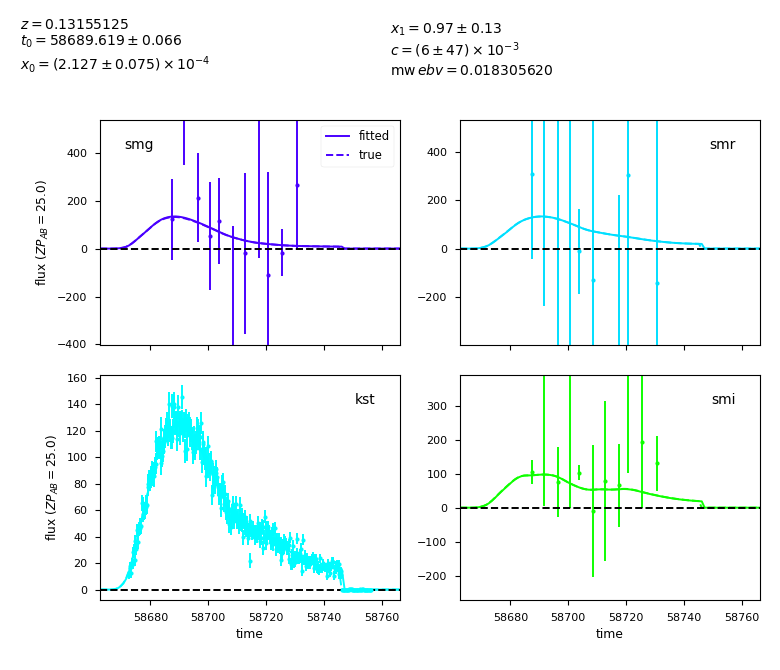 z = 0.13155125
t₀ = 58689.619 ± 0.066
x₀ = (2.127 ± 0.075) × 10⁻⁴
x₁ = 0.97 ± 0.13
c = (6 ± 47) × 10⁻³
mw ebv = 0.018305620
smg
fitted
true
400
200
0
−200
−400
flux (ZP_AB = 25.0)
smr
400
200
0
−200
kst
160
140
120
100
80
60
40
20
0
flux (ZP_AB = 25.0)
58680 58700 58720 58740 58760
time
smi
300
200
100
0
−100
−200
58680 58700 58720 58740 58760
time